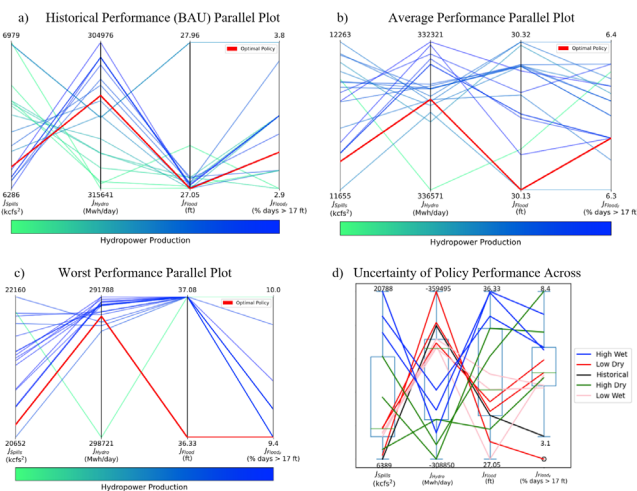 a) Historical Performance (BAU) Parallel Plot
6979 304976 27.96 3.8
Optimal Policy
6286 315641 27.05 2.9
JSpills JHydro JFlood JFloodt
(kcfs²) (Mwh/day) (ft) (% days > 17 ft)
Hydropower Production
b) Average Performance Parallel Plot
12263 332321 30.32 6.4
Optimal Policy
11655 336571 30.13 6.3
JSpills JHydro JFlood JFloodt
(kcfs²) (Mwh/day) (ft) (% days > 17 ft)
Hydropower Production
c) Worst Performance Parallel Plot
22160 291788 37.08 10.0
Optimal Policy
20652 298721 36.33 9.4
JSpills JHydro JFlood JFloodt
(kcfs²) (Mwh/day) (ft) (% days > 17 ft)
Hydropower Production
d) Uncertainty of Policy Performance Across
20788 -359495 36.33 8.4
High Wet
Low Dry
Historical
High Dry
Low Wet
3.1
6389 -308850 27.05
JSpills JHydro JFlood JFloodt
(kcfs²) (Mwh/day) (ft) (% days > 17 ft)